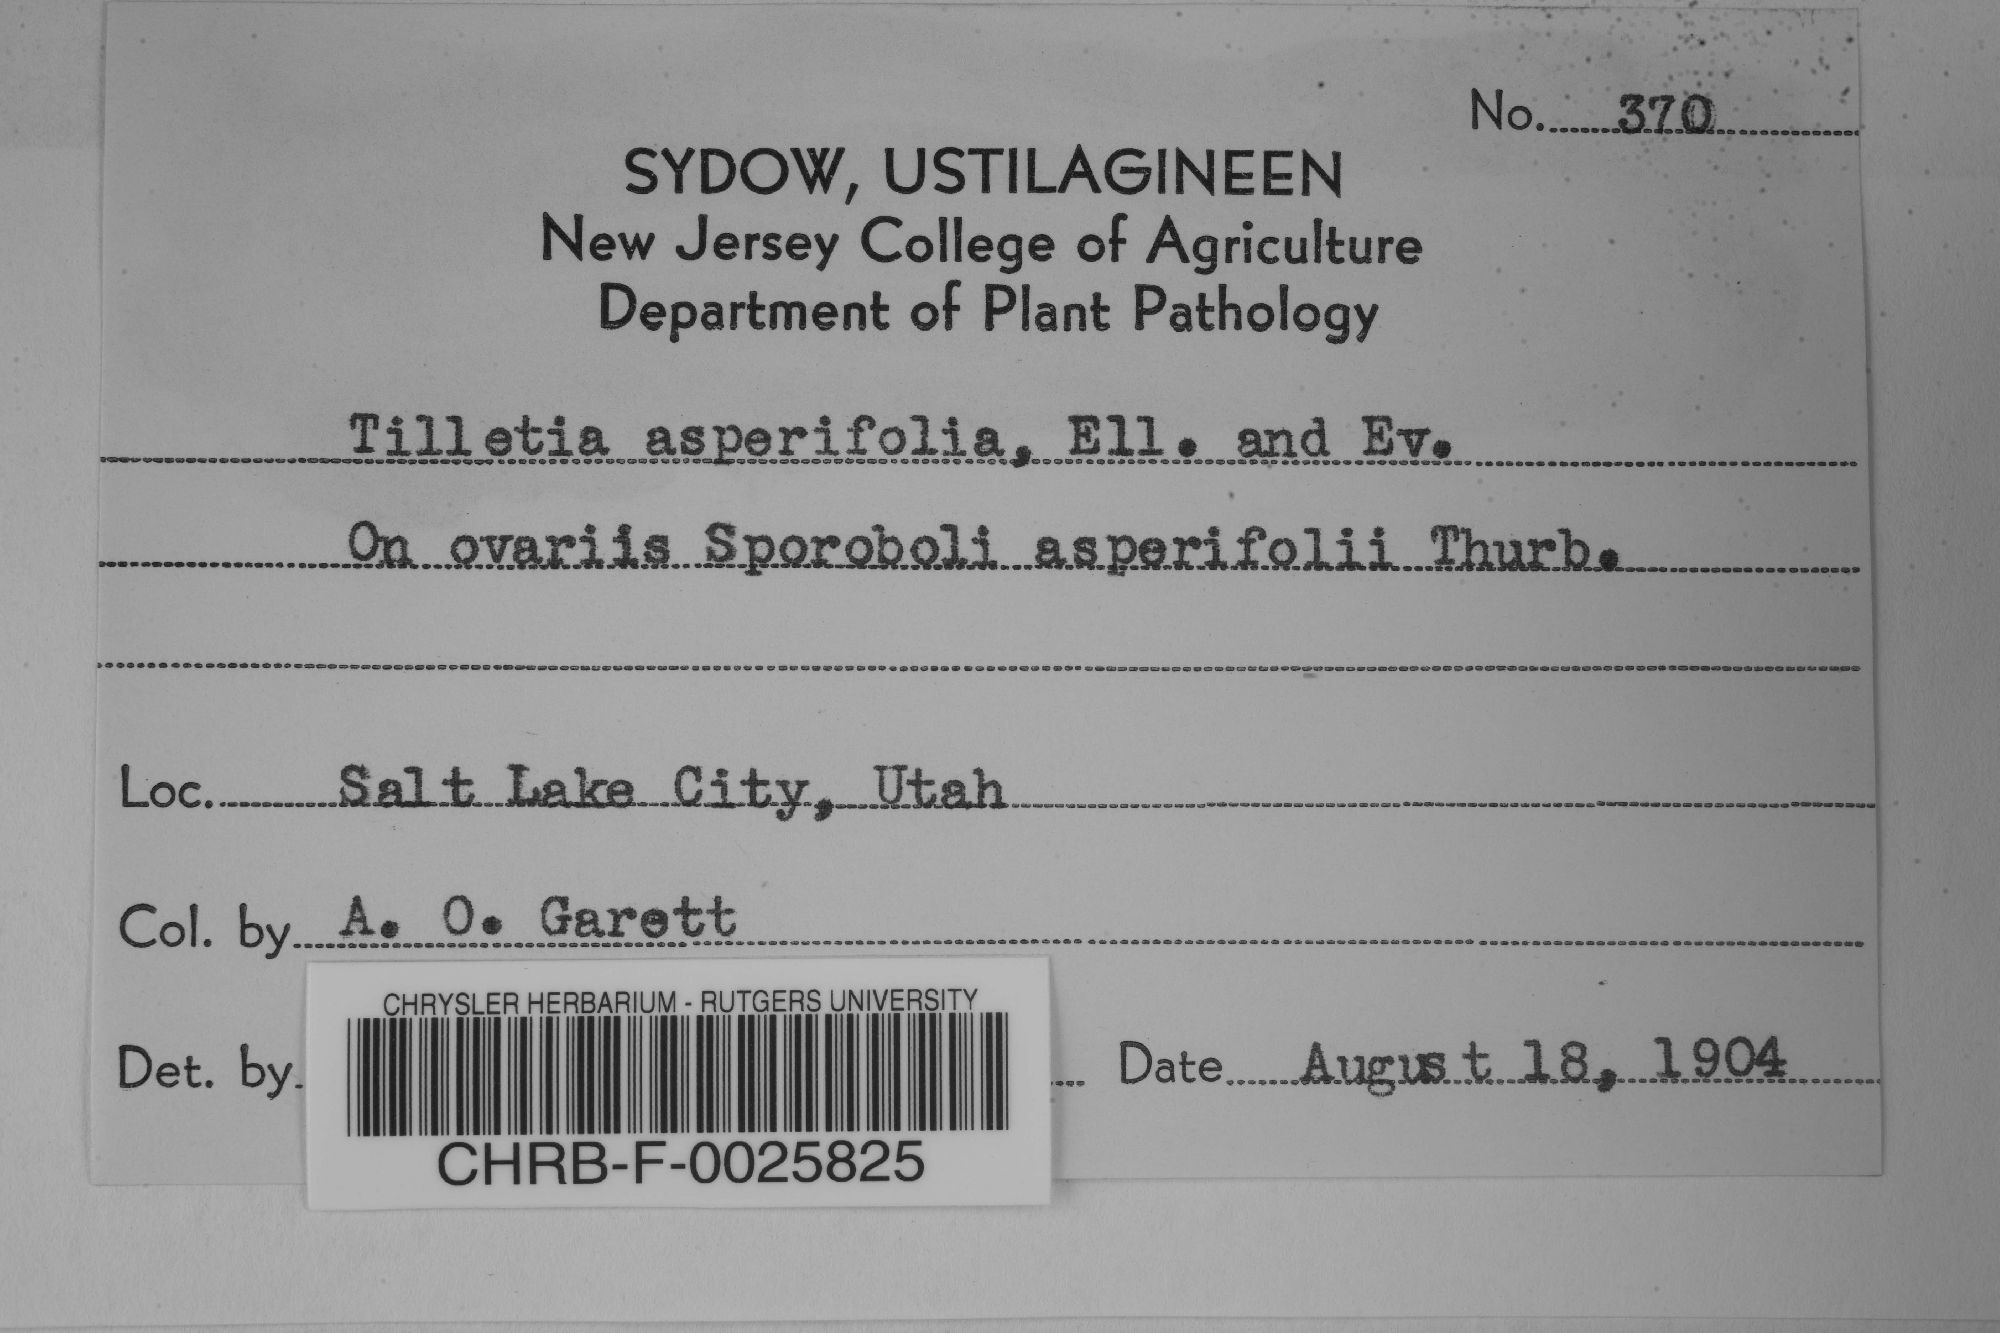 No. 370
SYDOW, USTILAGINEEN
New Jersey College of Agriculture
Department of Plant Pathology
Tilletia asperifolia, Ell. and Ev.
On ovariis Sporoboli asperifolii Thurb.
Loc. Salt Lake City, Utah
Col. by A. O. Garett
CHRYSLER HERBARIUM - RUTGERS UNIVERSITY
Det. by Date August 18, 1904
CHRB-F-0025825